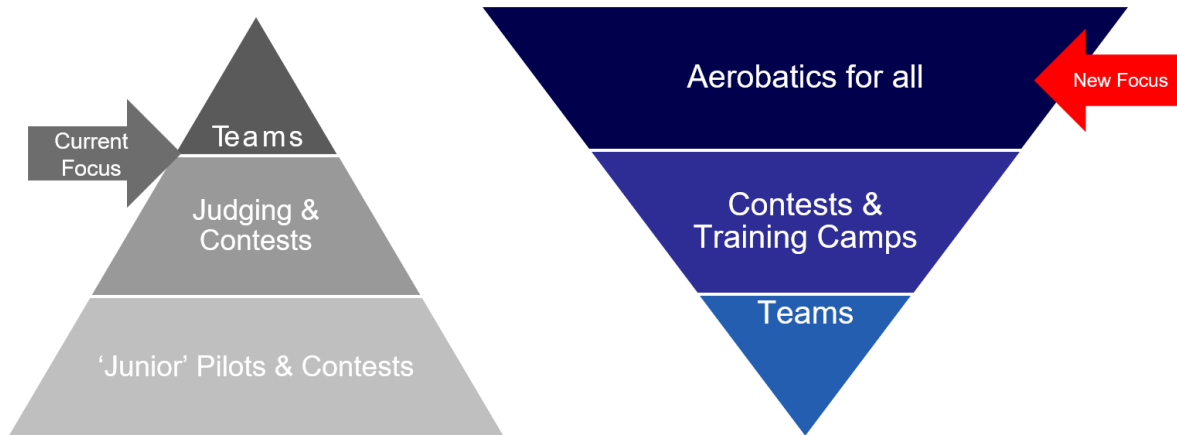 Teams
Current
Focus
Judging &
Contests
‘Junior’ Pilots & Contests
Aerobatics for all
New Focus
Contests &
Training Camps
Teams